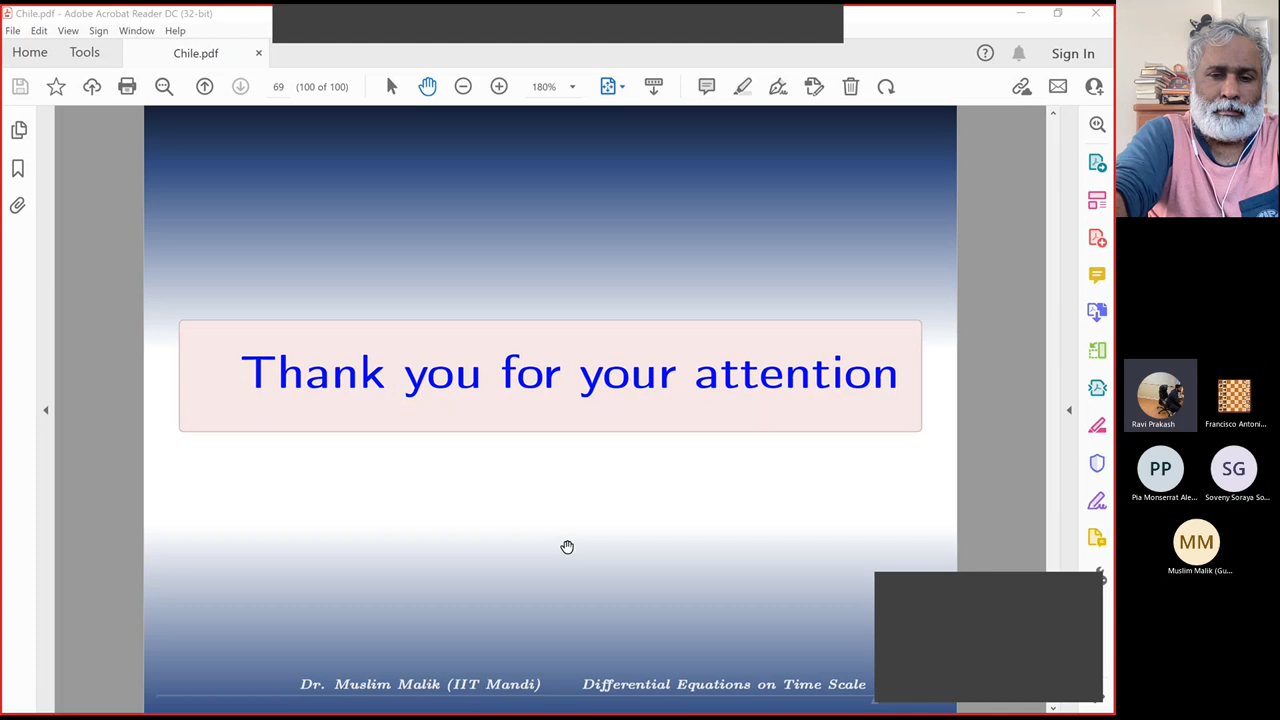 Chile.pdf - Adobe Acrobat Reader DC (32-bit)
File Edit View Sign Window Help
Home Tools Chile.pdf × Sign In
69 (100 of 100) 180%
Thank you for your attention
Dr. Muslim Malik (IIT Mandi) Differential Equations on Time Scale
Ravi Prakash Francisco Antoni...
PP SG
Pia Monserrat Ale... Soveny Soraya So...
MM
Muslim Malik (Gu...